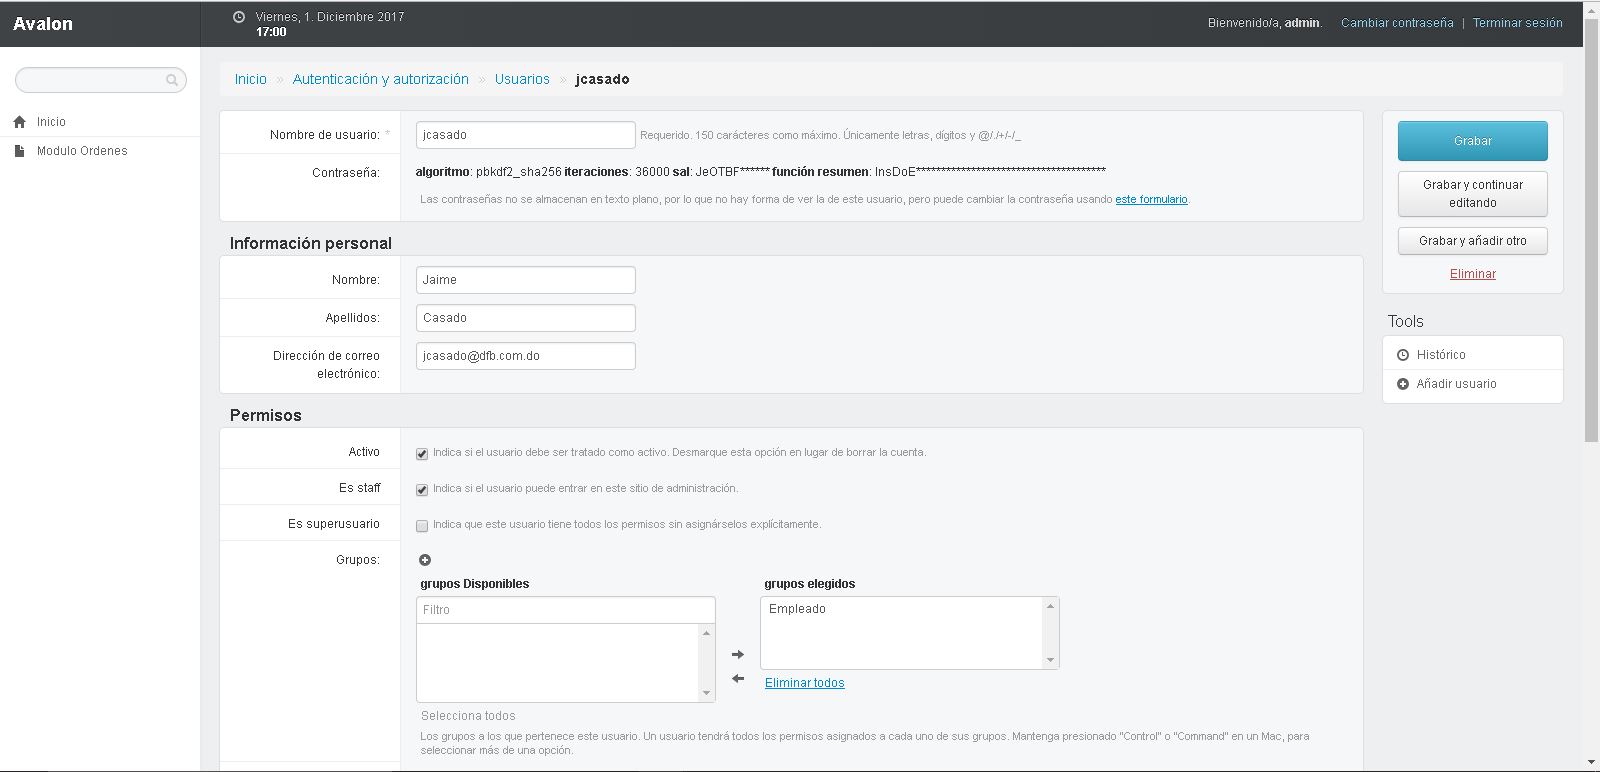 Avalon
Viernes, 1. Diciembre 2017
17:00
Bienvenido/a, admin. Cambiar contraseña | Terminar sesión
Inicio
Modulo Ordenes
Inicio » Autenticación y autorización » Usuarios » jcasado
Nombre de usuario: *
jcasado
Requerido. 150 carácteres como máximo. Únicamente letras, dígitos y @/./+/-/_
Contraseña:
algoritmo: pbkdf2_sha256 iteraciones: 36000 sal: JeOTBF****** función resumen: InsDoE**************************************
Las contraseñas no se almacenan en texto plano, por lo que no hay forma de ver la de este usuario, pero puede cambiar la contraseña usando este formulario.
Información personal
Nombre:
Jaime
Apellidos:
Casado
Dirección de correo
electrónico:
jcasado@dfb.com.do
Permisos
Activo
Indica si el usuario debe ser tratado como activo. Desmarque esta opción en lugar de borrar la cuenta.
Es staff
Indica si el usuario puede entrar en este sitio de administración.
Es superusuario
Indica que este usuario tiene todos los permisos sin asignárselos explícitamente.
Grupos:
grupos Disponibles
Filtro
Selecciona todos
grupos elegidos
Empleado
Eliminar todos
Los grupos a los que pertenece este usuario. Un usuario tendrá todos los permisos asignados a cada uno de sus grupos. Mantenga presionado "Control" o "Command" en un Mac, para
seleccionar más de una opción.
Grabar
Grabar y continuar
editando
Grabar y añadir otro
Eliminar
Tools
Histórico
Añadir usuario